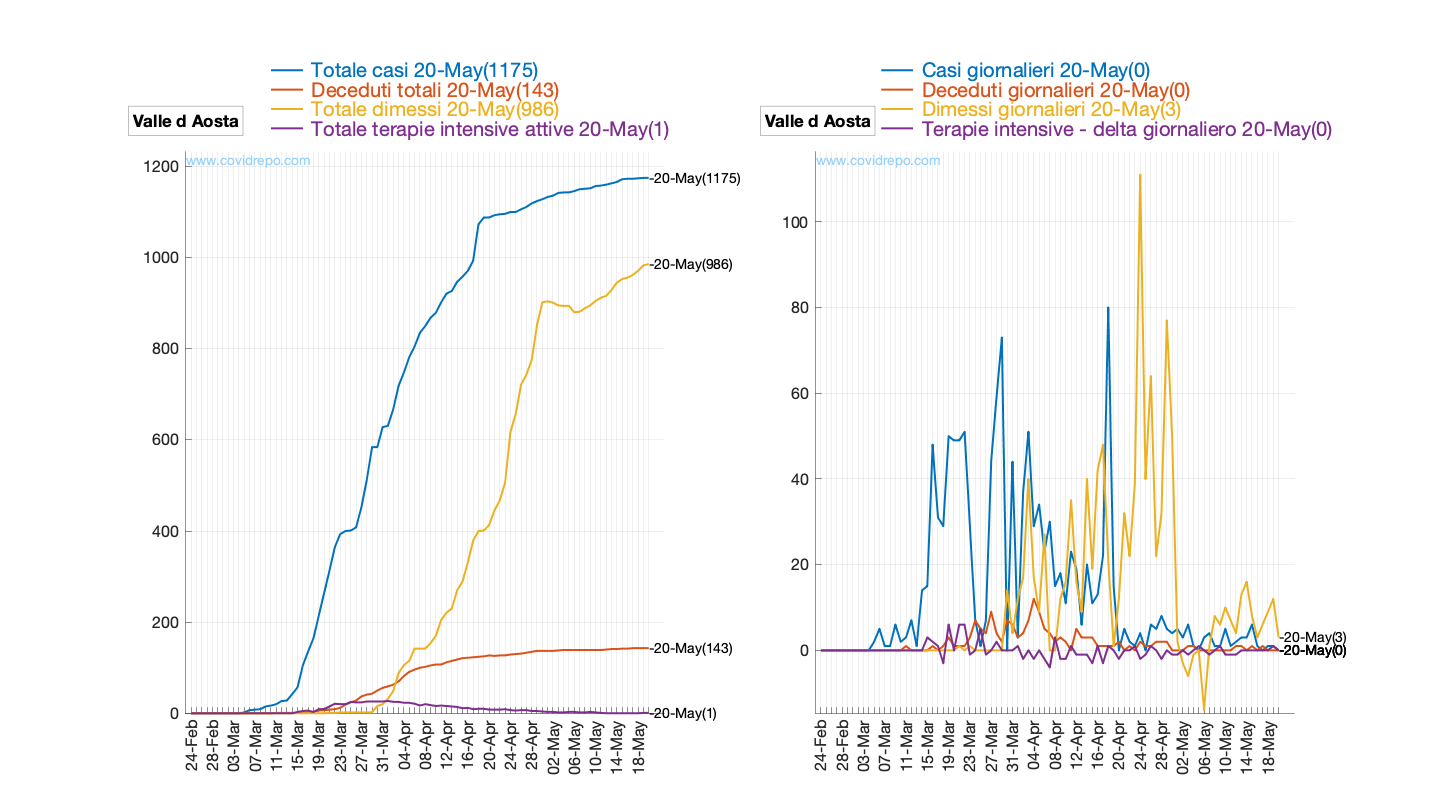 Totale casi 20-May(1175)
Deceduti totali 20-May(143)
Totale dimessi 20-May(986)
Totale terapie intensive attive 20-May(1)
Valle d Aosta
www.covidrepo.com
1200
1000
800
600
400
200
0
-20-May(1175)
-20-May(986)
-20-May(143)
-20-May(1)
24-Feb
28-Feb
03-Mar
07-Mar
11-Mar
15-Mar
19-Mar
23-Mar
27-Mar
31-Mar
04-Apr
08-Apr
12-Apr
16-Apr
20-Apr
24-Apr
28-Apr
02-May
06-May
10-May
14-May
18-May
Casi giornalieri 20-May(0)
Deceduti giornalieri 20-May(0)
Dimessi giornalieri 20-May(3)
Terapie intensive - delta giornaliero 20-May(0)
Valle d Aosta
www.covidrepo.com
100
80
60
40
20
0
-20-May(3)
-20-May(0)
24-Feb
28-Feb
03-Mar
07-Mar
11-Mar
15-Mar
19-Mar
23-Mar
27-Mar
31-Mar
04-Apr
08-Apr
12-Apr
16-Apr
20-Apr
24-Apr
28-Apr
02-May
06-May
10-May
14-May
18-May